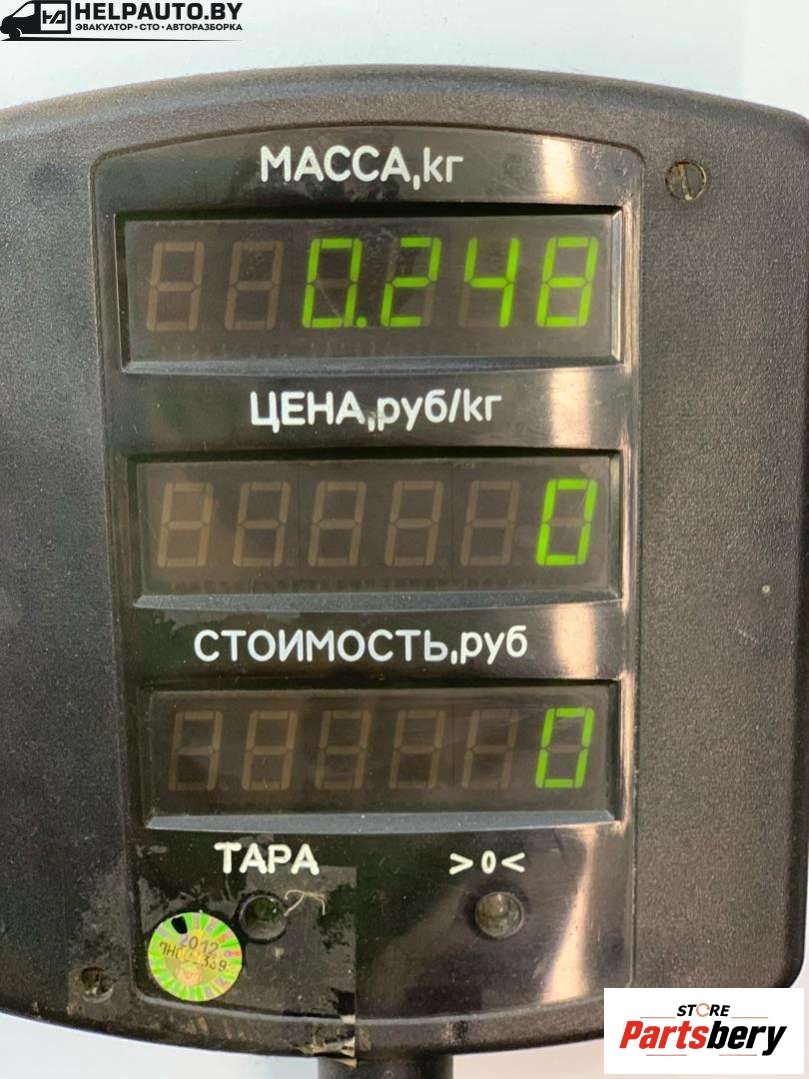 HELPAUTO.BY
ЭВАКУАТОР•СТО•АВТОРАЗБОРКА
МАССА,кг
0.248
ЦЕНА,руб/кг
0
СТОИМОСТЬ,руб
0
ТАРА >0<
2012
STORE
Partsbery